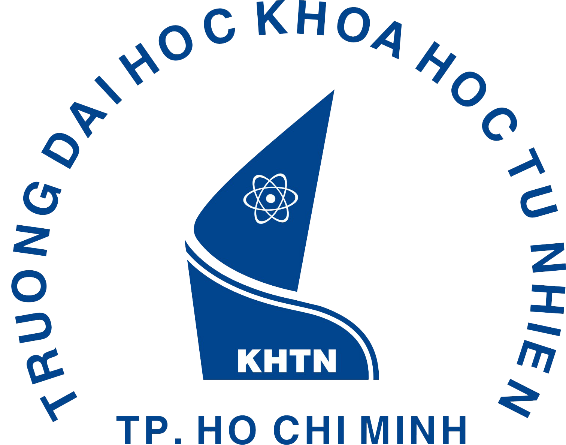 TRUONG DAI HOC KHOA HOC TU NHIEN
KHTN
TP. HO CHI MINH